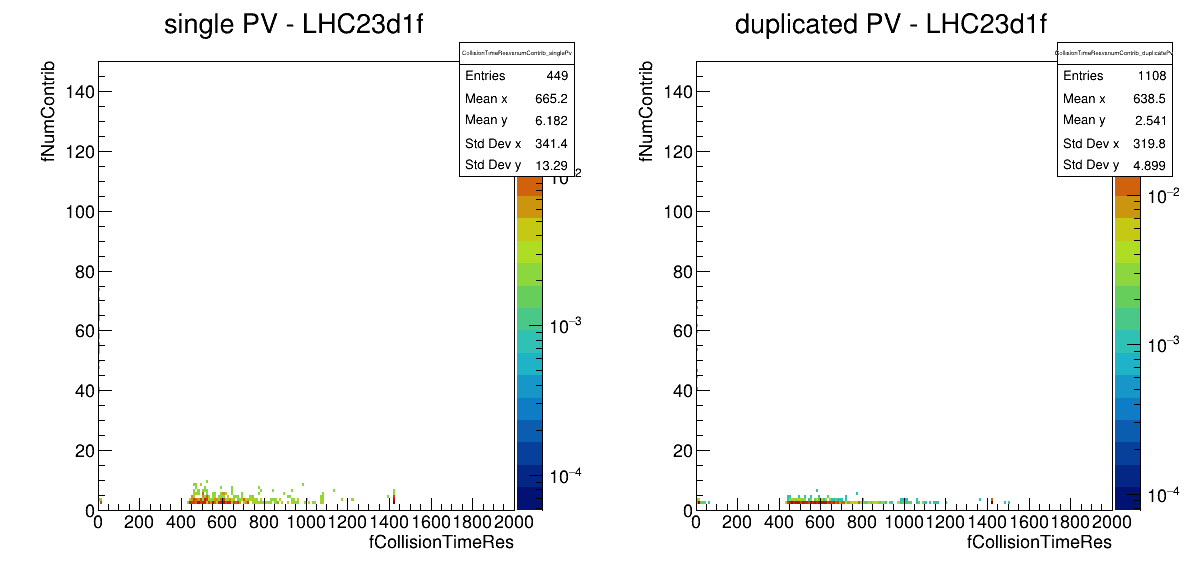 single PV - LHC23d1f
CollisionTimeResvsnumContrib_singlePV
Entries 449
Mean x 665.2
Mean y 6.182
Std Dev x 341.4
Std Dev y 13.29
fNumContrib
140
120
100
80
60
40
20
0
0 200 400 600 800 1000 1200 1400 1600 1800 2000
fCollisionTimeRes
10−2
10−3
10−4
duplicated PV - LHC23d1f
Entries 1108
Mean x 638.5
Mean y 2.541
Std Dev x 319.8
Std Dev y 4.899
fNumContrib
140
120
100
80
60
40
20
0
0 200 400 600 800 1000 1200 1400 1600 1800 2000
fCollisionTimeRes
10−2
10−3
10−4